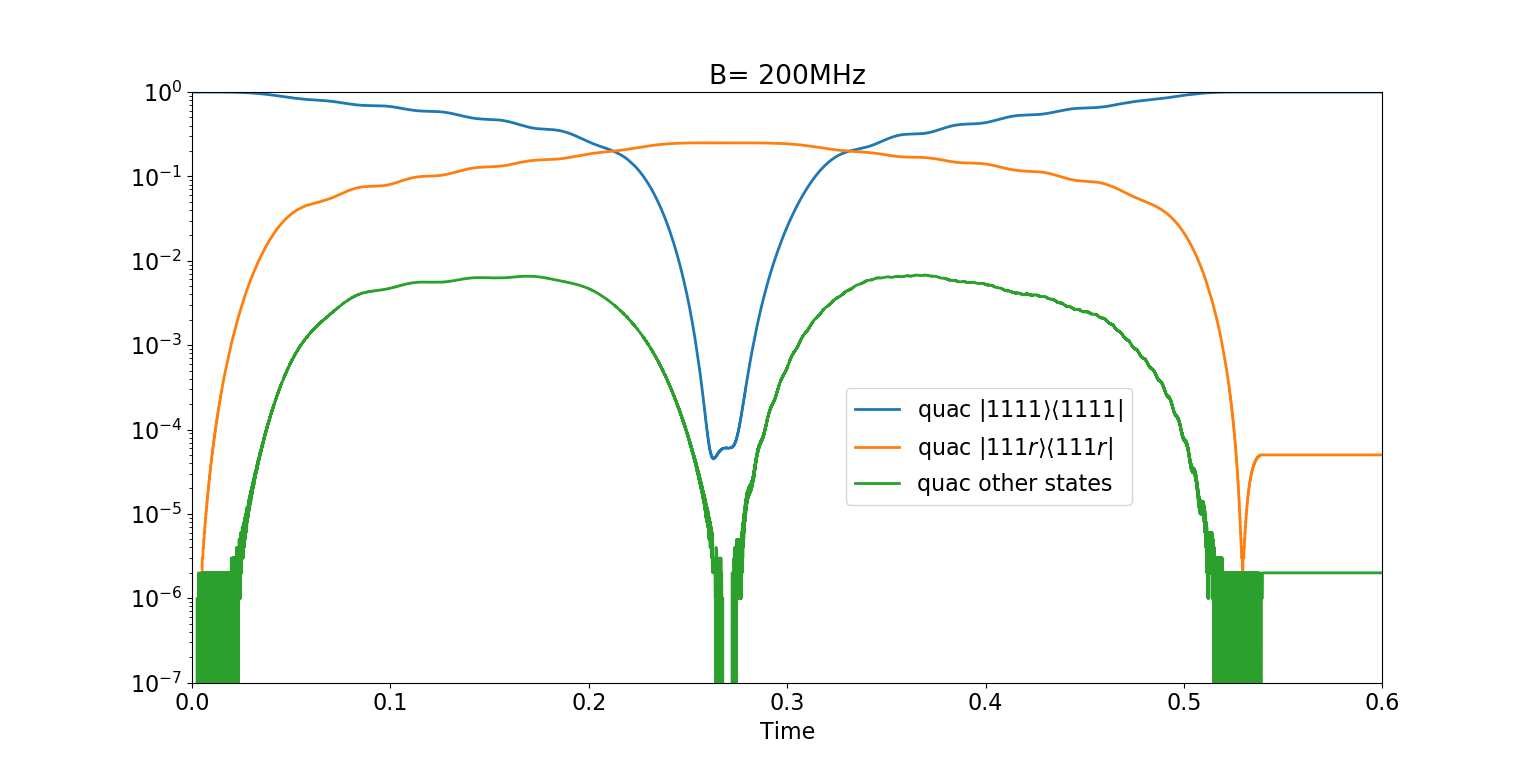 B= 200MHz
10⁰
10⁻¹
10⁻²
10⁻³
10⁻⁴
10⁻⁵
10⁻⁶
10⁻⁷
quac |1111⟩⟨1111|
quac |111r⟩⟨111r|
quac other states
0.0 0.1 0.2 0.3 0.4 0.5 0.6
Time